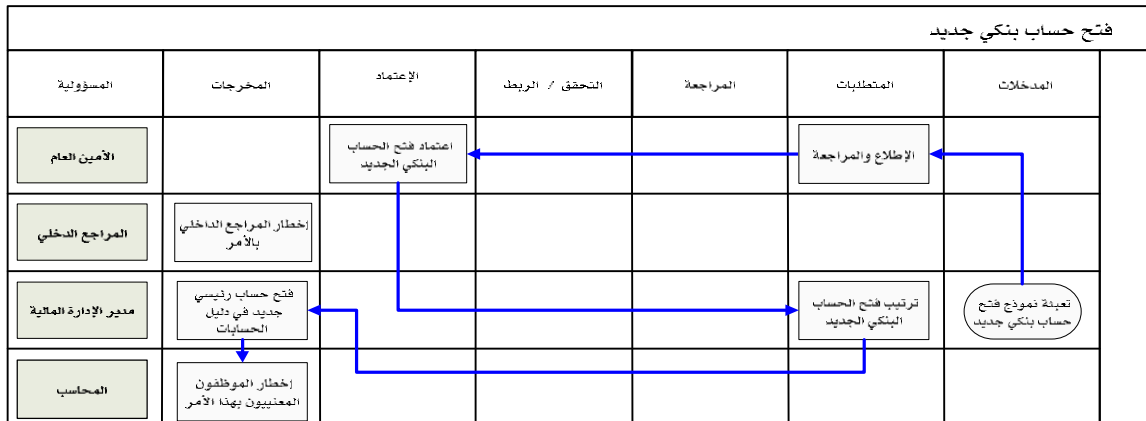 فتح حساب بنكي جديد
المدخلات
المتطلبات
المراجعة
التحقق / الربط
الإعتماد
المخرجات
المسؤولية
الإطلاع والمراجعة
اعتماد فتح الحساب
البنكي الجديد
الأمين العام
إخطار المراجع الداخلي
بالأمر
المراجع الدخلي
تعبئة نموذج فتح
حساب بنكي جديد
ترتيب فتح الحساب
البنكي الجديد
فتح حساب رئيسي
جديد في دليل
الحسابات
مدير الإدارة المالية
إخطار الموظفون
المعنييون بهذا الأمر
المحاسب